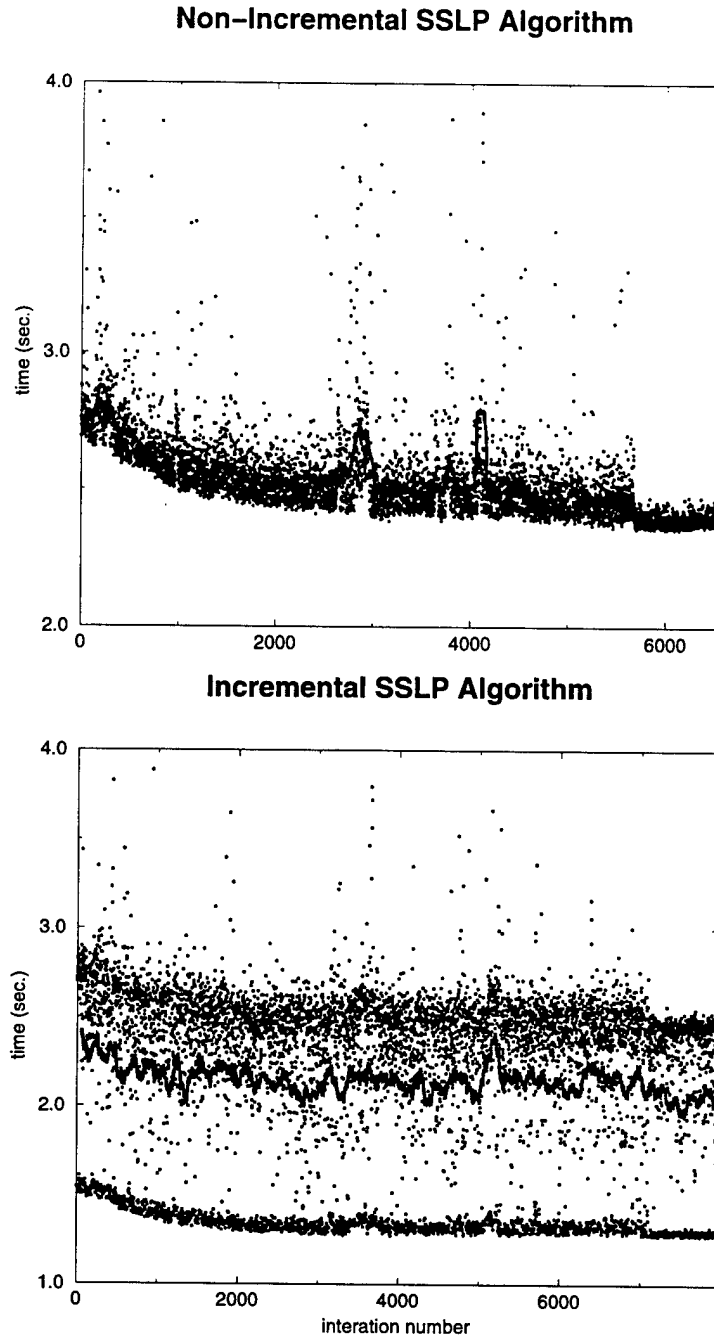 Non-Incremental SSLP Algorithm
4.0
3.0
2.0
time (sec.)
0 2000 4000 6000
Incremental SSLP Algorithm
4.0
3.0
2.0
1.0
time (sec.)
0 2000 4000 6000
interation number